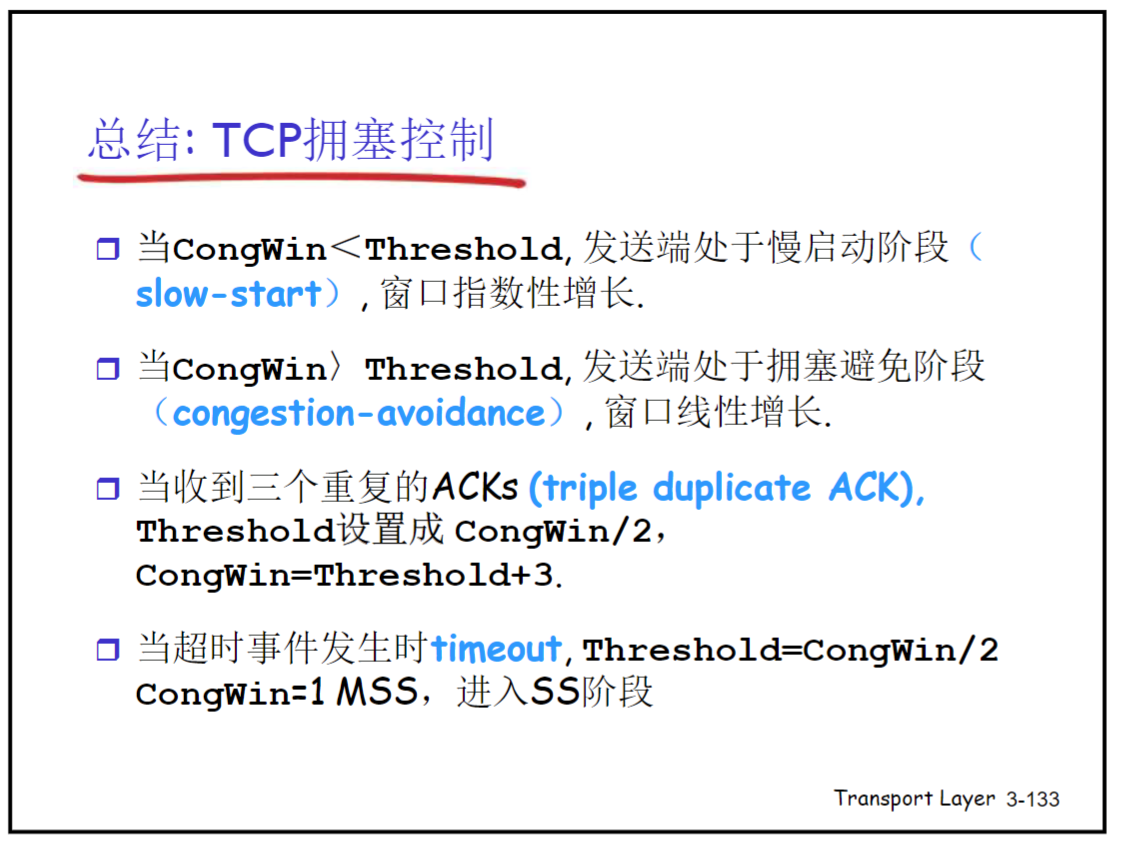 总结: TCP拥塞控制
当CongWin＜Threshold, 发送端处于慢启动阶段（
slow-start）, 窗口指数性增长.
当CongWin〉Threshold, 发送端处于拥塞避免阶段
（congestion-avoidance）, 窗口线性增长.
当收到三个重复的ACKs (triple duplicate ACK),
Threshold设置成 CongWin/2，
CongWin=Threshold+3.
当超时事件发生时timeout, Threshold=CongWin/2
CongWin=1 MSS，进入SS阶段
Transport Layer 3-133